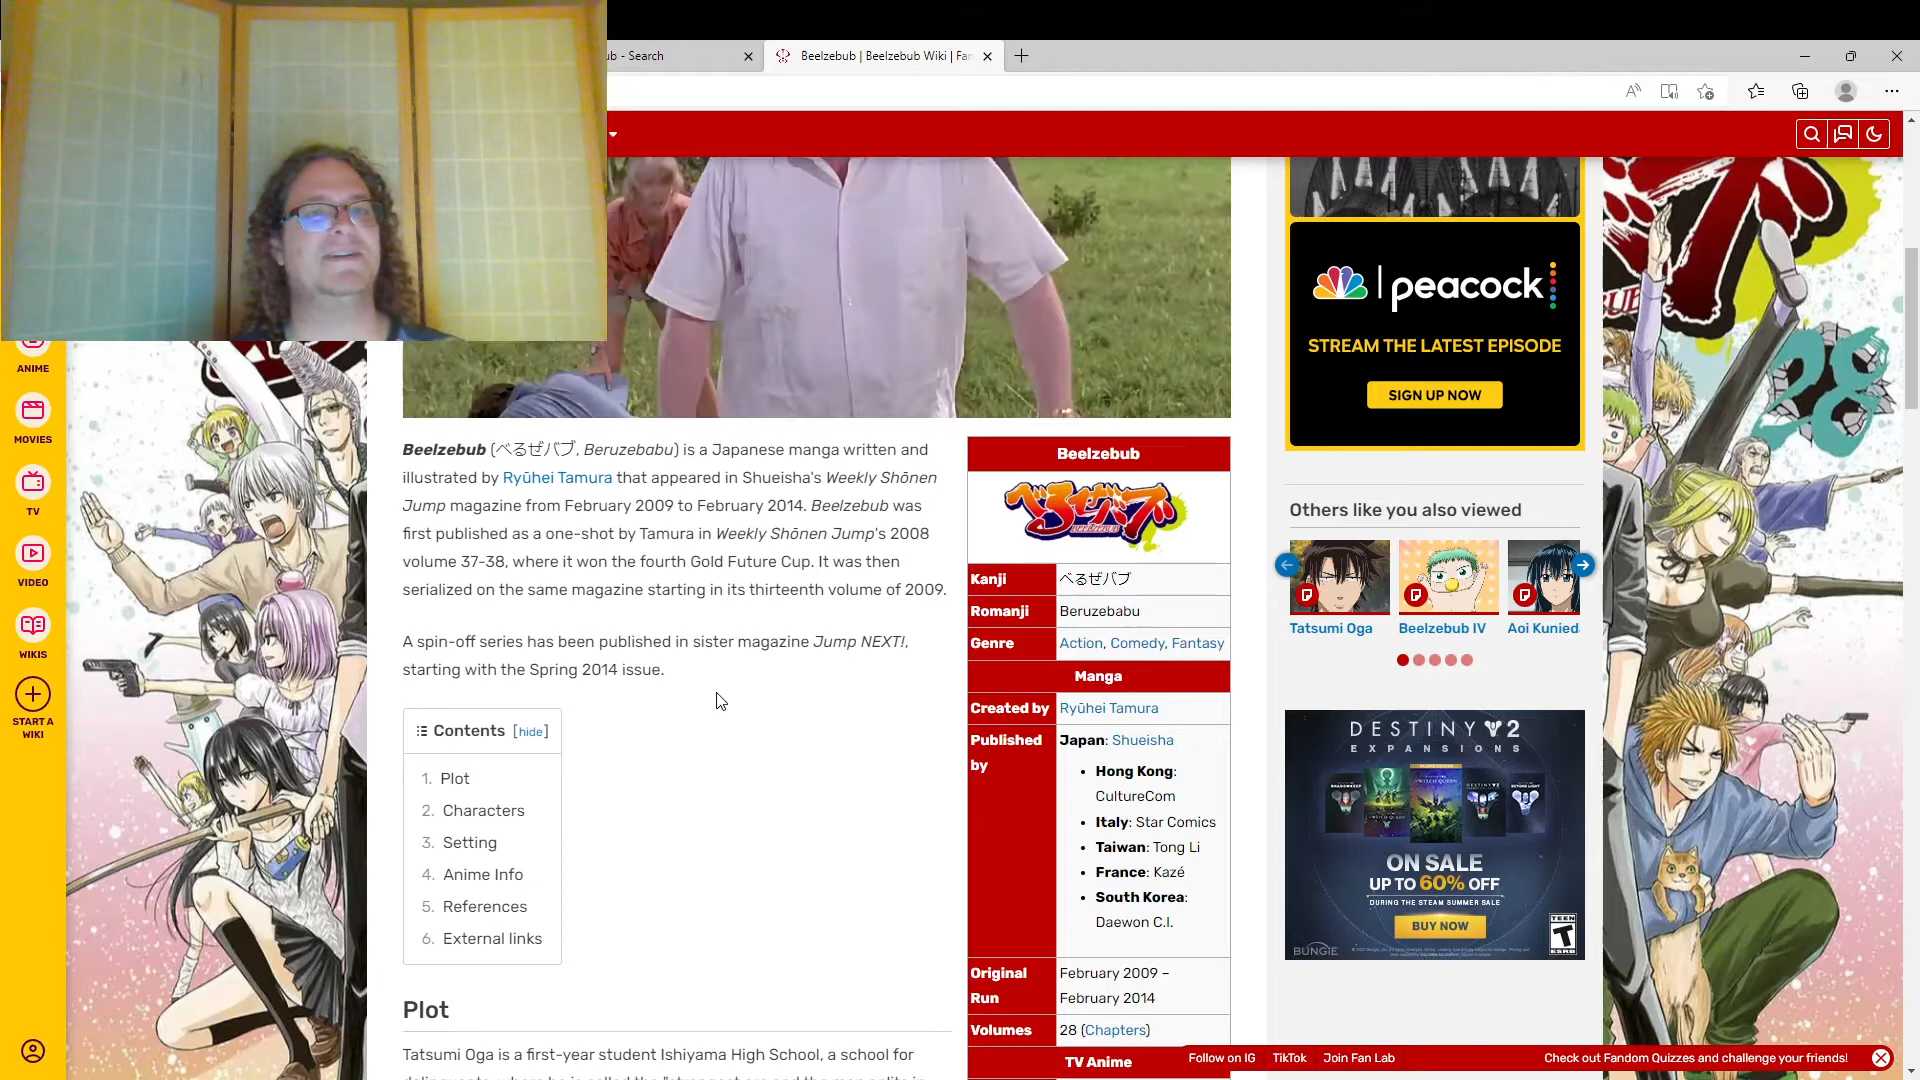 ub - Search
Beelzebub | Beelzebub Wiki | Fan
ANIME
MOVIES
TV
VIDEO
WIKIS
START A
WIKI
Beelzebub (べるぜバブ, Beruzebabu) is a Japanese manga written and
illustrated by Ryūhei Tamura that appeared in Shueisha's Weekly Shōnen
Jump magazine from February 2009 to February 2014. Beelzebub was
first published as a one-shot by Tamura in Weekly Shōnen Jump's 2008
volume 37-38, where it won the fourth Gold Future Cup. It was then
serialized on the same magazine starting in its thirteenth volume of 2009.
A spin-off series has been published in sister magazine Jump NEXT!,
starting with the Spring 2014 issue.
Contents [hide]
1. Plot
2. Characters
3. Setting
4. Anime Info
5. References
6. External links
Plot
Tatsumi Oga is a first-year student Ishiyama High School, a school for
Beelzebub
べるぜバブ
BEELZEBUB
Kanji べるぜバブ
Romanji Beruzebabu
Genre Action, Comedy, Fantasy
Manga
Created by Ryūhei Tamura
Published by Japan: Shueisha
Hong Kong:
CultureCom
Italy: Star Comics
Taiwan: Tong Li
France: Kazé
South Korea:
Daewon C.I.
Original Run February 2009 –
February 2014
Volumes 28 (Chapters)
TV Anime
peacock
STREAM THE LATEST EPISODE
SIGN UP NOW
Others like you also viewed
Tatsumi Oga
Beelzebub IV
Aoi Kunied
DESTINY 2
EXPANSIONS
ON SALE
UP TO 60% OFF
DURING THE STEAM SUMMER SALE
BUY NOW
BUNGIE
TEEN
T
ESRB
28
Follow on IG TikTok Join Fan Lab
Check out Fandom Quizzes and challenge your friends!